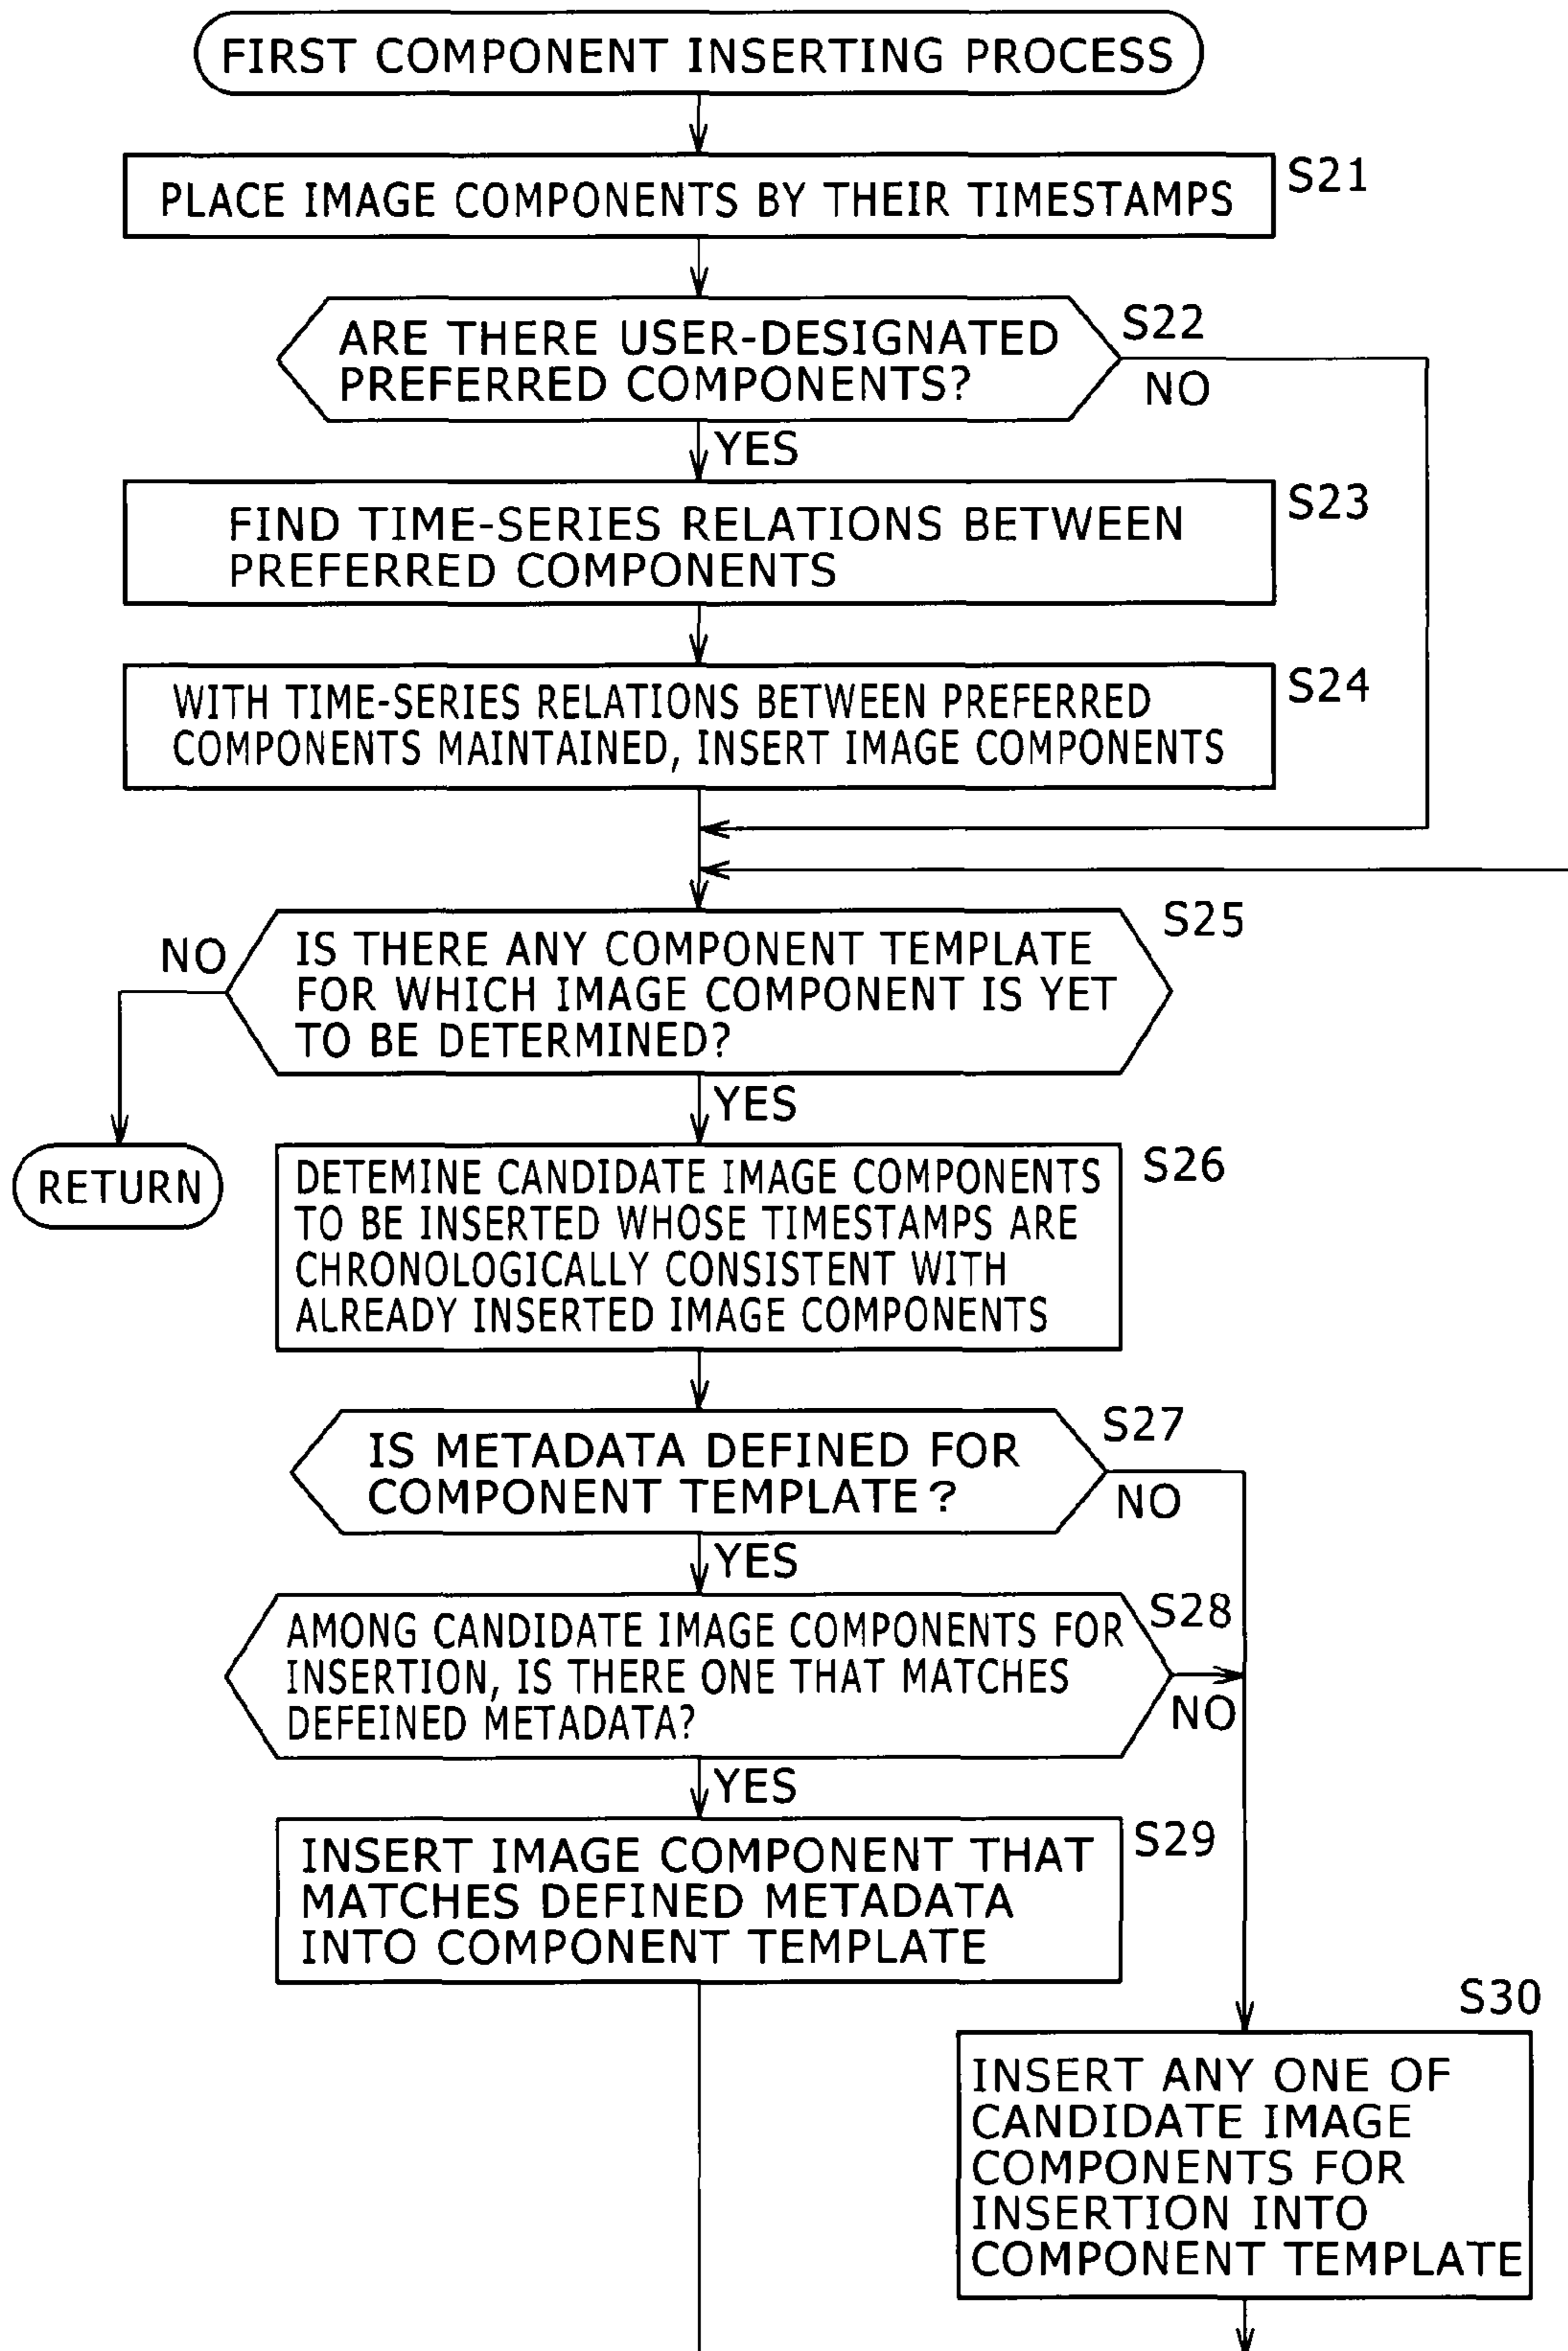 FIRST COMPONENT INSERTING PROCESS
PLACE IMAGE COMPONENTS BY THEIR TIMESTAMPS
S21
ARE THERE USER-DESIGNATED
PREFERRED COMPONENTS?
S22
NO
YES
FIND TIME-SERIES RELATIONS BETWEEN
PREFERRED COMPONENTS
S23
WITH TIME-SERIES RELATIONS BETWEEN PREFERRED
COMPONENTS MAINTAINED, INSERT IMAGE COMPONENTS
S24
IS THERE ANY COMPONENT TEMPLATE
FOR WHICH IMAGE COMPONENT IS YET
TO BE DETERMINED?
S25
NO
YES
RETURN
DETEMINE CANDIDATE IMAGE COMPONENTS
TO BE INSERTED WHOSE TIMESTAMPS ARE
CHRONOLOGICALLY CONSISTENT WITH
ALREADY INSERTED IMAGE COMPONENTS
S26
IS METADATA DEFINED FOR
COMPONENT TEMPLATE?
S27
NO
YES
AMONG CANDIDATE IMAGE COMPONENTS FOR
INSERTION, IS THERE ONE THAT MATCHES
DEFEINED METADATA?
S28
NO
YES
INSERT IMAGE COMPONENT THAT
MATCHES DEFINED METADATA
INTO COMPONENT TEMPLATE
S29
S30
INSERT ANY ONE OF
CANDIDATE IMAGE
COMPONENTS FOR
INSERTION INTO
COMPONENT TEMPLATE